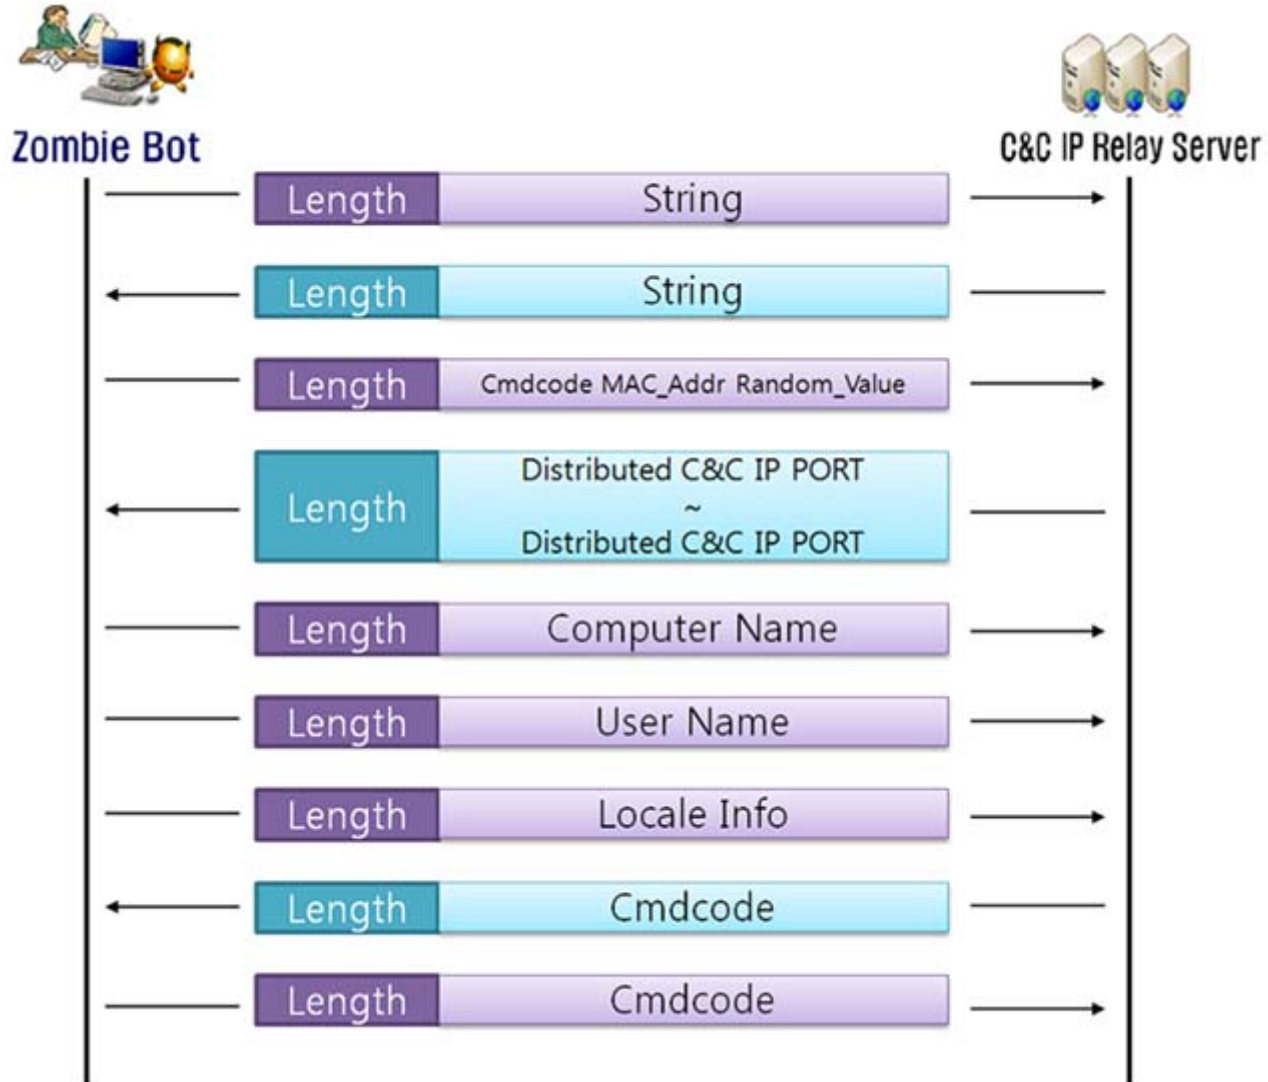 Zombie Bot
C&C IP Relay Server
Length String
Length String
Length Cmdcode MAC_Addr Random_Value
Length
Distributed C&C IP PORT
~
Distributed C&C IP PORT
Length Computer Name
Length User Name
Length Locale Info
Length Cmdcode
Length Cmdcode